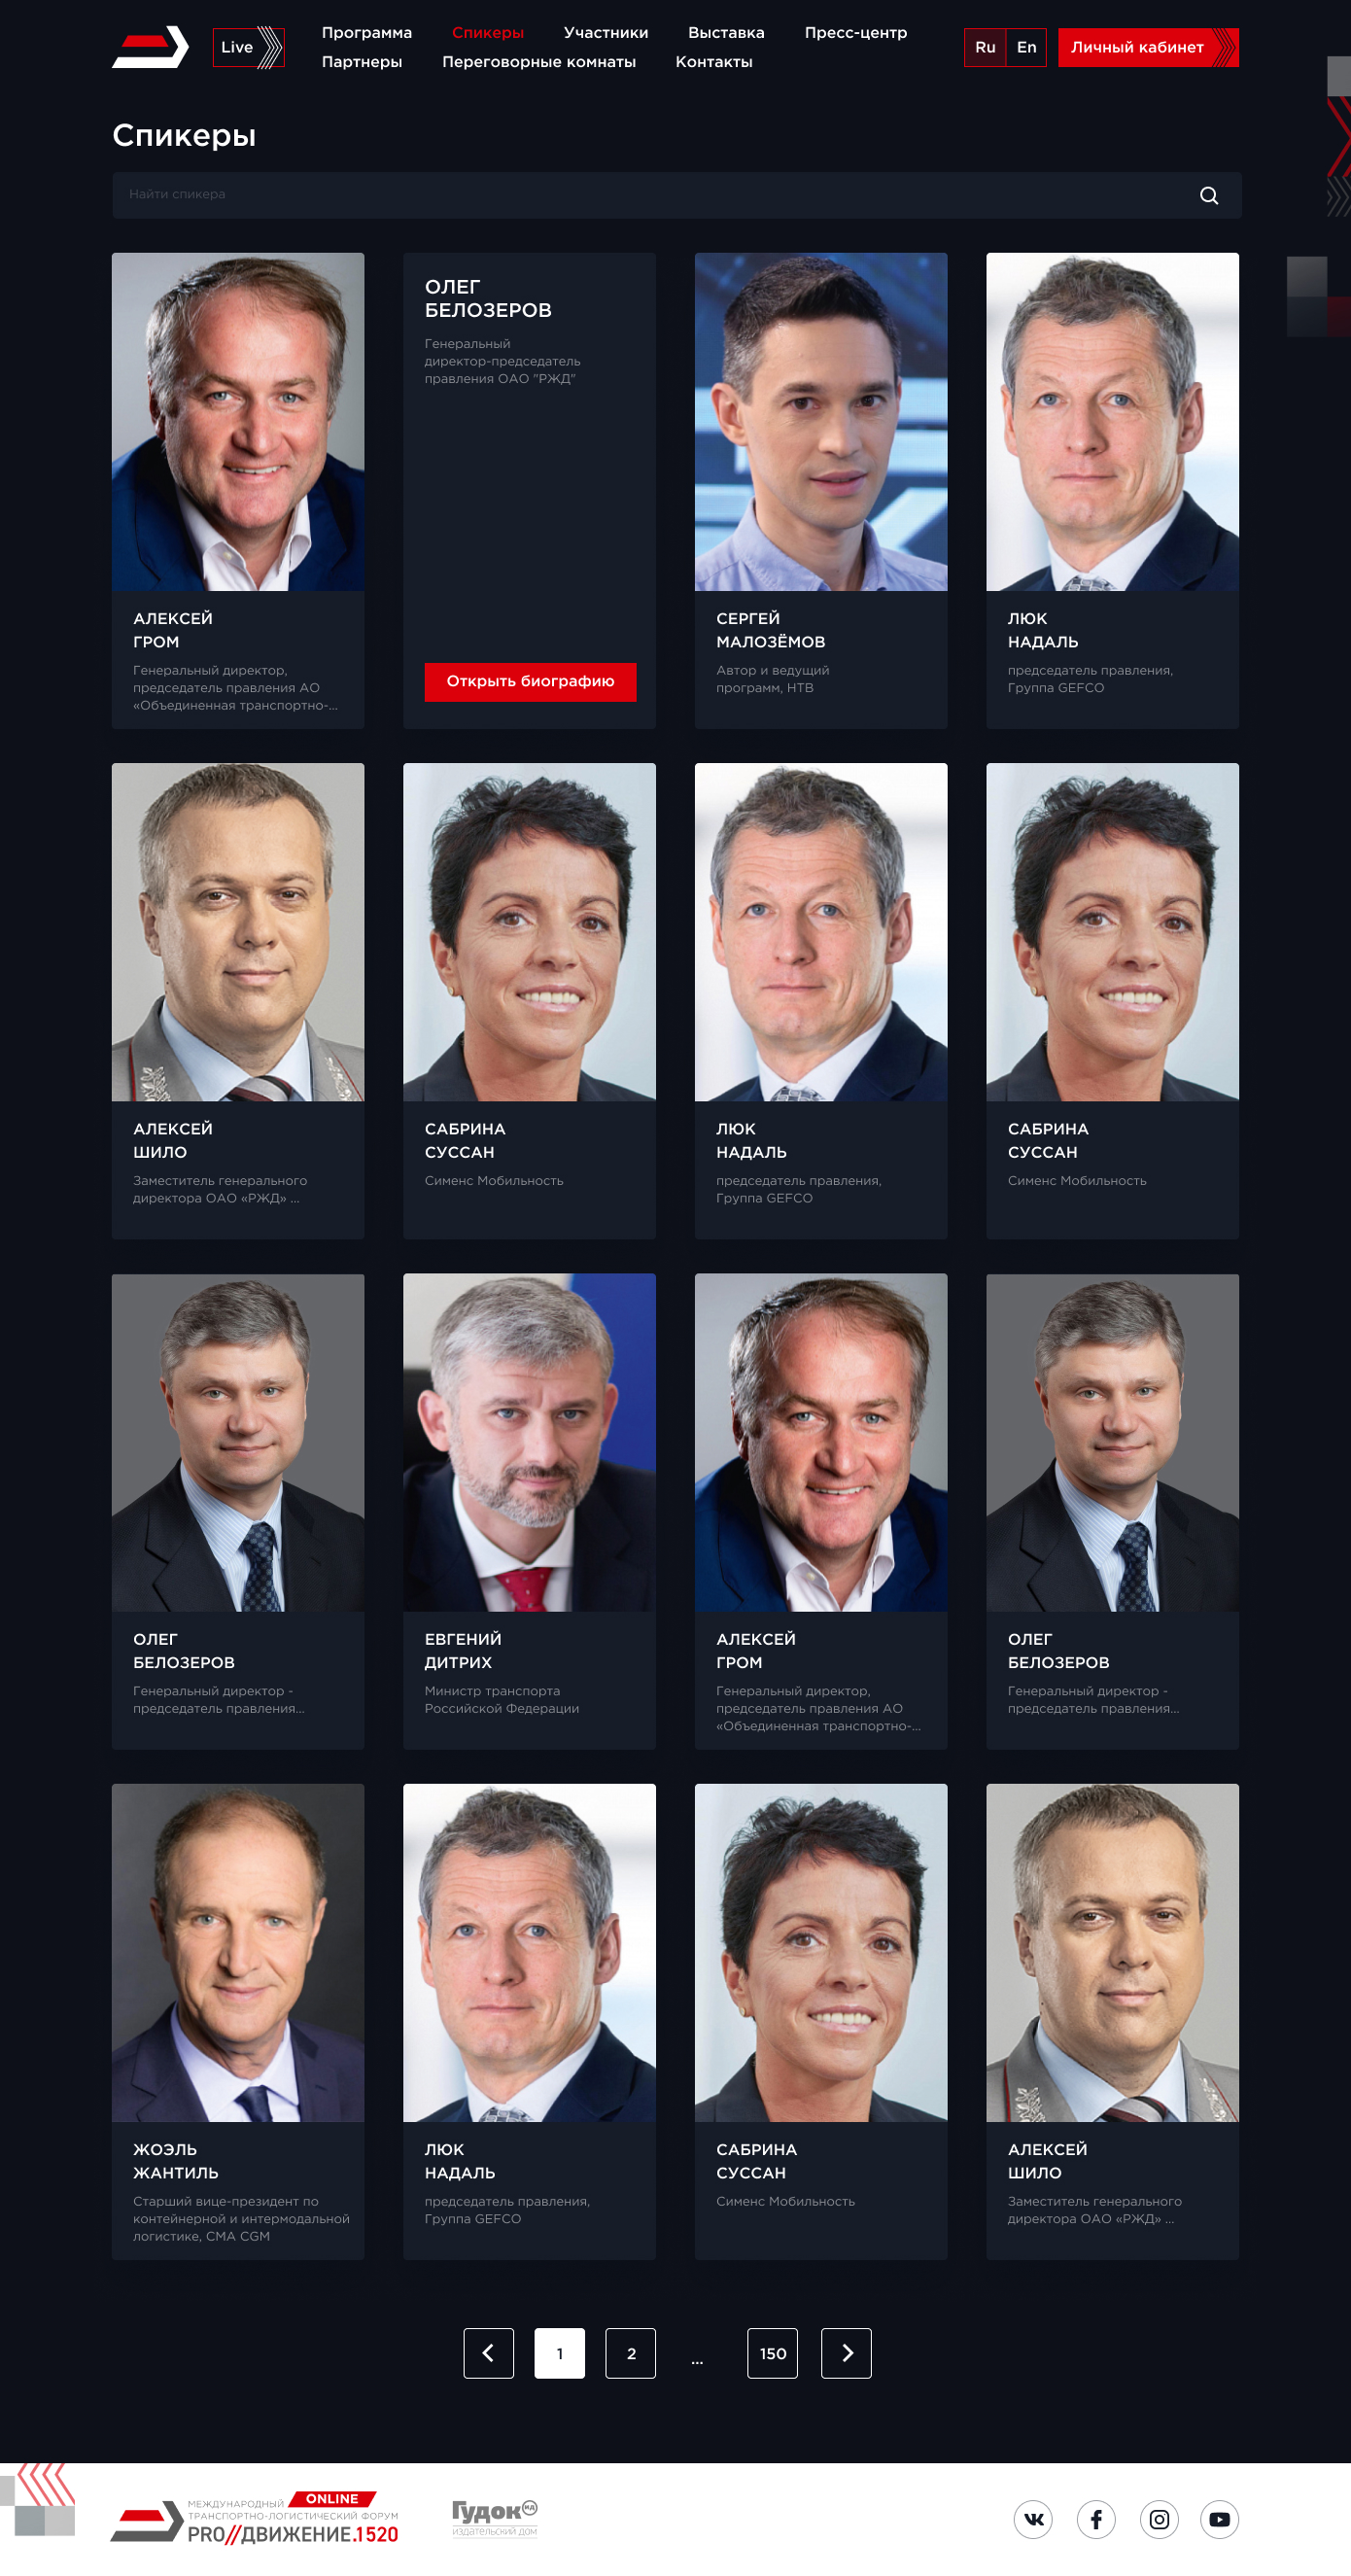 Live
Программа
Спикеры
Участники
Выставка
Пресс-центр
Партнеры
Переговорные комнаты
Контакты
Ru
En
Личный кабинет
Спикеры
Найти спикера
АЛЕКСЕЙ
ГРОМ
Генеральный директор,
председатель правления АО
«Объединенная транспортно-...
ОЛЕГ
БЕЛОЗЕРОВ
Генеральный
директор-председатель
правления ОАО "РЖД"
Открыть биографию
СЕРГЕЙ
МАЛОЗЁМОВ
Автор и ведущий
программ, НТВ
ЛЮК
НАДАЛЬ
председатель правления,
Группа GEFCO
АЛЕКСЕЙ
ШИЛО
Заместитель генерального
директора ОАО «РЖД» ...
САБРИНА
СУССАН
Сименс Мобильность
ЛЮК
НАДАЛЬ
председатель правления,
Группа GEFCO
САБРИНА
СУССАН
Сименс Мобильность
ОЛЕГ
БЕЛОЗЕРОВ
Генеральный директор -
председатель правления...
ЕВГЕНИЙ
ДИТРИХ
Министр транспорта
Российской Федерации
АЛЕКСЕЙ
ГРОМ
Генеральный директор,
председатель правления АО
«Объединенная транспортно-...
ОЛЕГ
БЕЛОЗЕРОВ
Генеральный директор -
председатель правления...
ЖОЭЛЬ
ЖАНТИЛЬ
Старший вице-президент по
контейнерной и интермодальной
логистике, CMA CGM
ЛЮК
НАДАЛЬ
председатель правления,
Группа GEFCO
САБРИНА
СУССАН
Сименс Мобильность
АЛЕКСЕЙ
ШИЛО
Заместитель генерального
директора ОАО «РЖД» ...
1
2
...
150
МЕЖДУНАРОДНЫЙ ONLINE
ТРАНСПОРТНО-ЛОГИСТИЧЕСКИЙ ФОРУМ
PRO//ДВИЖЕНИЕ.1520
Гудок ИД
издательский дом